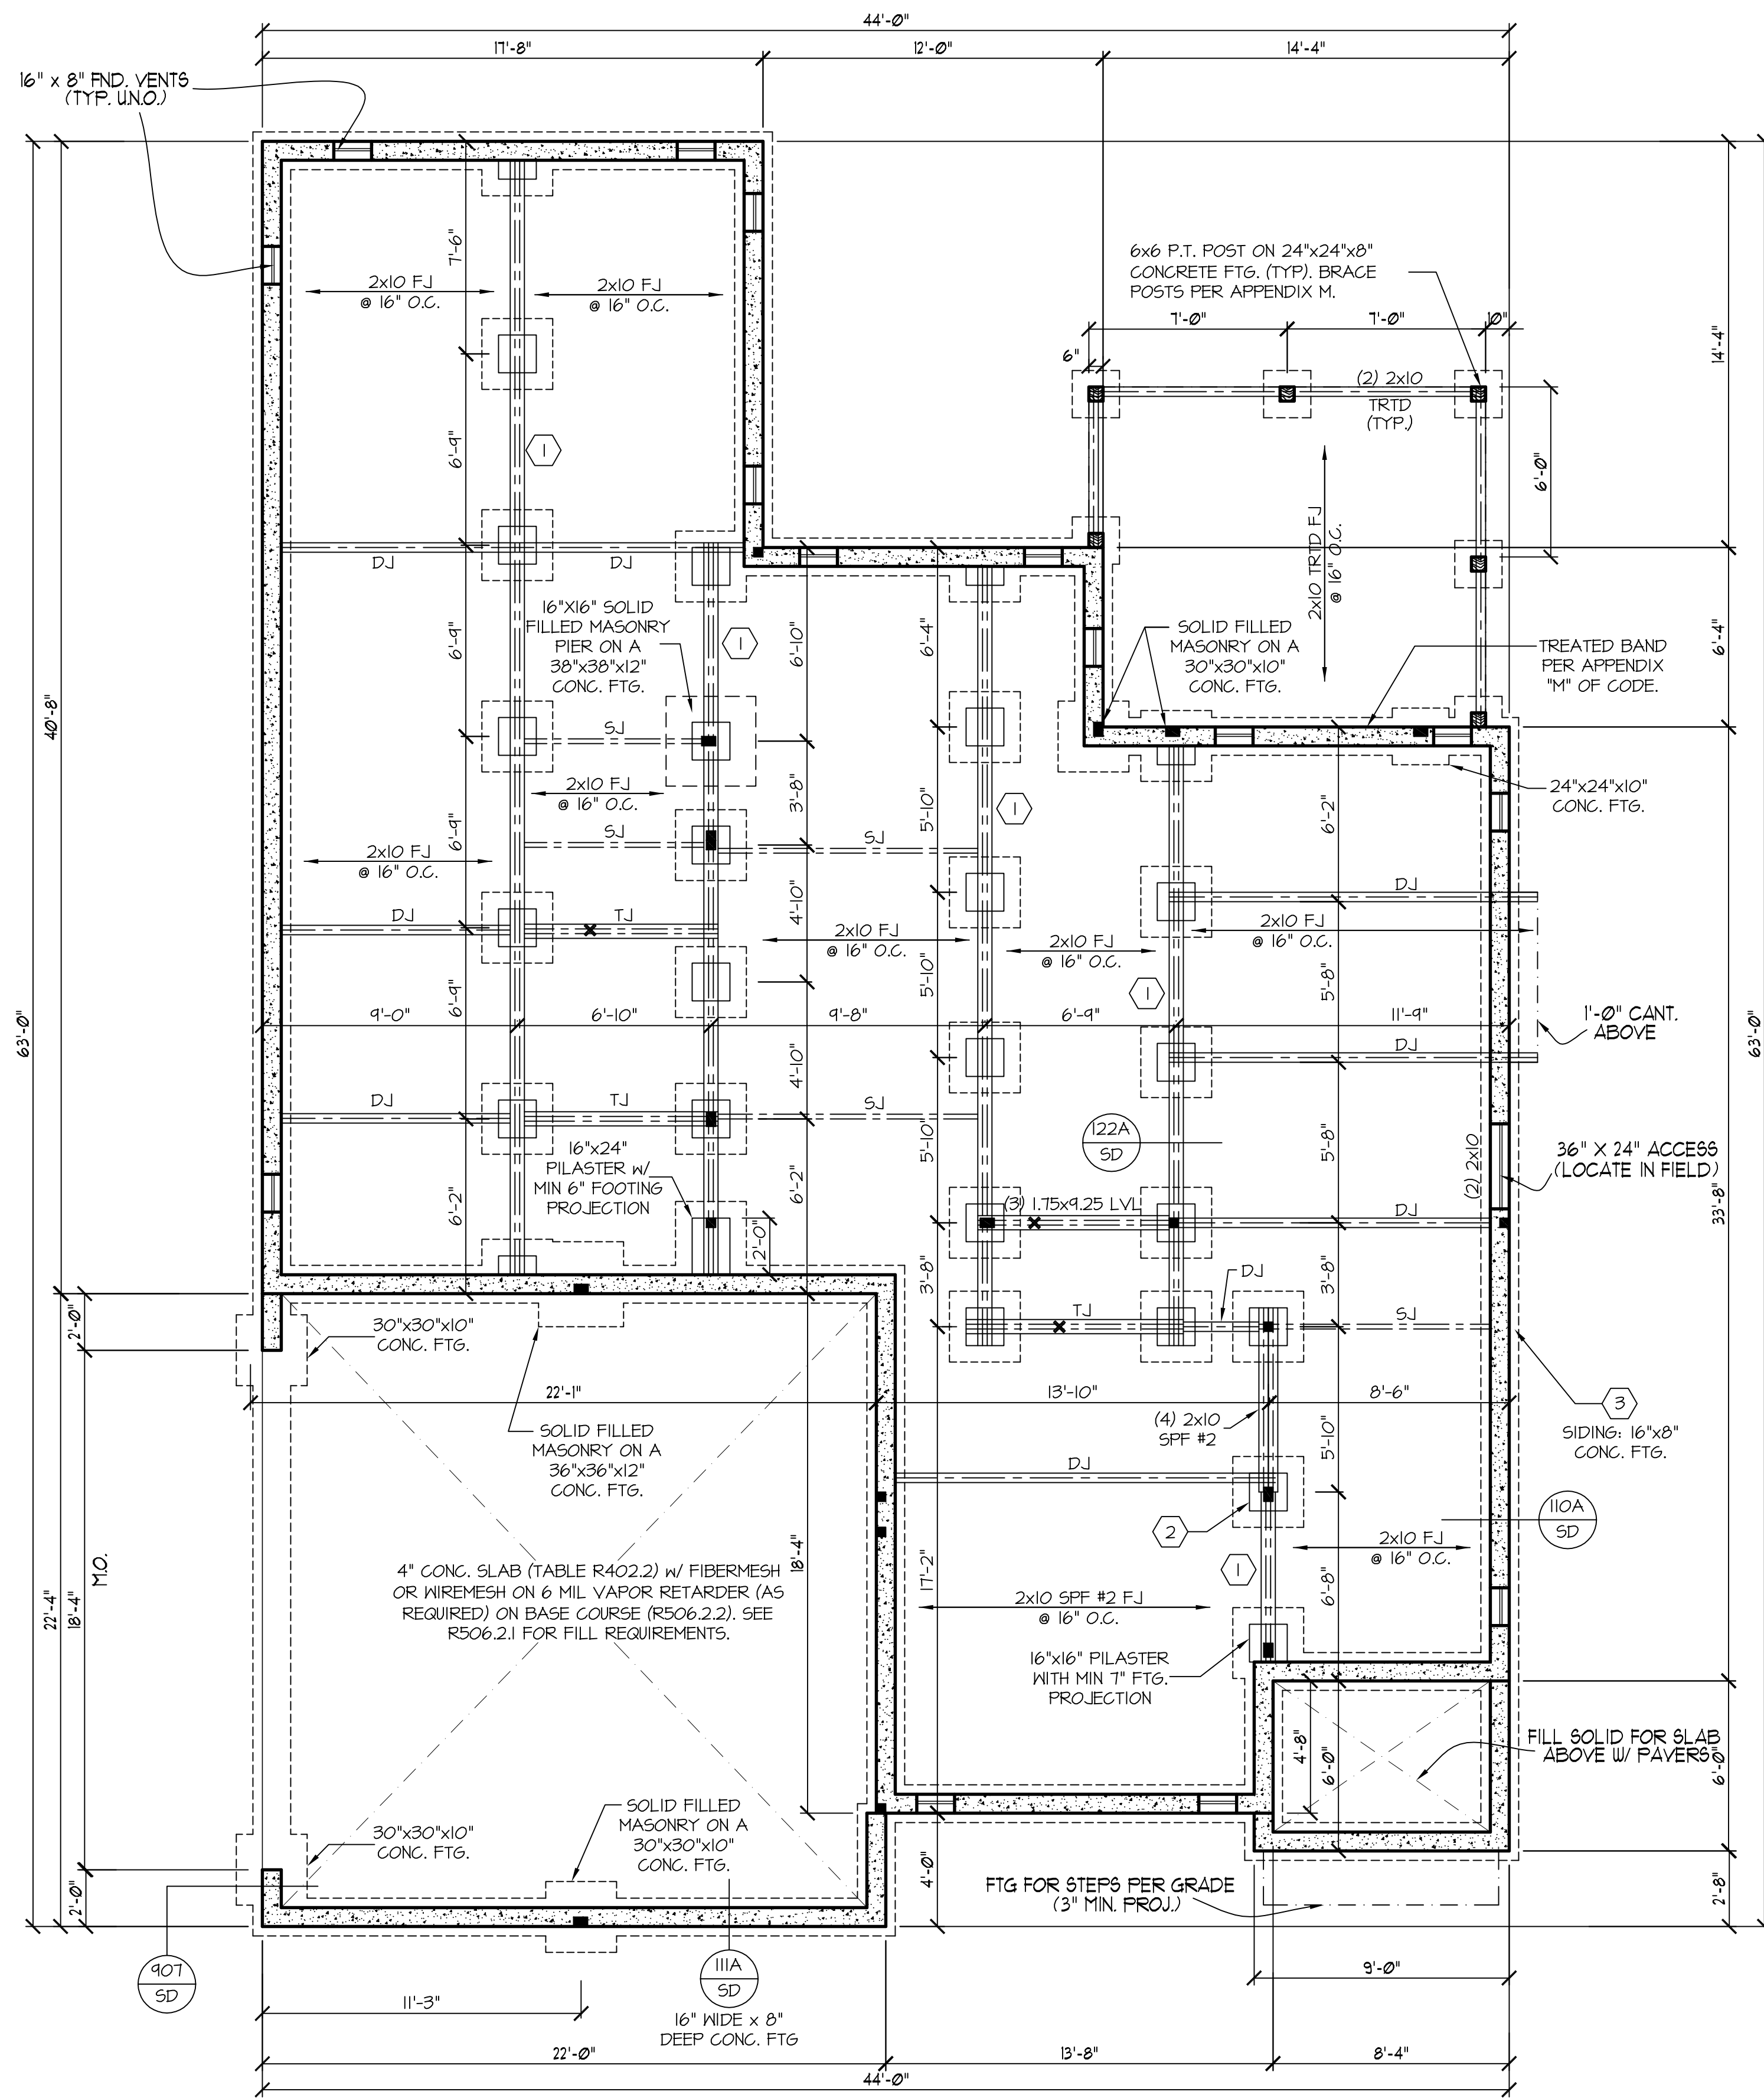 44'-0"
17'-8"
12'-0"
14'-4"
16" x 8" FND. VENTS
(TYP. U.N.O.)
7'-6"
2x10 FJ
@ 16" O.C.
2x10 FJ
@ 16" O.C.
6x6 P.T. POST ON 24"x24"x8"
CONCRETE FTG. (TYP). BRACE
POSTS PER APPENDIX M.
7'-0"
7'-0"
10"
6"
14'-4"
(2) 2x10
TRTD
(TYP.)
6'-9"
1
6'-0"
2x10 TRTD FJ
@ 16" O.C.
DJ
DJ
16"X16" SOLID
FILLED MASONRY
PIER ON A
38"x38"x12"
CONC. FTG.
6'-9"
1
6'-10"
6'-4"
SOLID FILLED
MASONRY ON A
30"x30"x10"
CONC. FTG.
TREATED BAND
PER APPENDIX
"M" OF CODE.
6'-4"
40'-8"
SJ
2x10 FJ
@ 16" O.C.
3'-8"
5'-10"
1
6'-2"
24"x24"x10"
CONC. FTG.
6'-9"
SJ
SJ
2x10 FJ
@ 16" O.C.
DJ
DJ
TJ
4'-10"
2x10 FJ
@ 16" O.C.
2x10 FJ
@ 16" O.C.
2x10 FJ
@ 16" O.C.
6'-9"
5'-10"
1
5'-8"
63'-0"
9'-0"
6'-10"
9'-8"
6'-9"
11'-9"
1'-0" CANT.
ABOVE
63'-0"
DJ
4'-10"
DJ
TJ
SJ
16"x24"
PILASTER W/
MIN 6" FOOTING
PROJECTION
5'-10"
122A
SD
5'-8"
(2) 2x10
36" X 24" ACCESS
(LOCATE IN FIELD)
33'-8"
6'-2"
6'-2"
2'-0"
(3) 1.75x9.25 LVL
DJ
3'-8"
DJ
3'-8"
TJ
SJ
2'-0"
30"x30"x10"
CONC. FTG.
22'-1"
13'-10"
8'-6"
3
SIDING: 16"x8"
CONC. FTG.
(4) 2x10
SPF #2
5'-10"
SOLID FILLED
MASONRY ON A
36"x36"x12"
CONC. FTG.
DJ
2
110A
SD
2x10 FJ
@ 16" O.C.
M.O.
22'-4"
18'-4"
18'-4"
17'-2"
1
6'-8"
4" CONC. SLAB (TABLE R402.2) W/ FIBERMESH
OR WIREMESH ON 6 MIL VAPOR RETARDER (AS
REQUIRED) ON BASE COURSE (R506.2.2). SEE
R506.2.1 FOR FILL REQUIREMENTS.
2x10 SPF #2 FJ
@ 16" O.C.
16"x16" PILASTER
WITH MIN 7" FTG.
PROJECTION
4'-8"
6'-0"
FILL SOLID FOR SLAB
ABOVE W/ PAVERS
6'-0"
30"x30"x10"
CONC. FTG.
SOLID FILLED
MASONRY ON A
30"x30"x10"
CONC. FTG.
2'-0"
4'-0"
FTG FOR STEPS PER GRADE
(3" MIN. PROJ.)
2'-8"
907
SD
111A
SD
16" WIDE x 8"
DEEP CONC. FTG
11'-3"
9'-0"
22'-0"
13'-8"
8'-4"
44'-0"